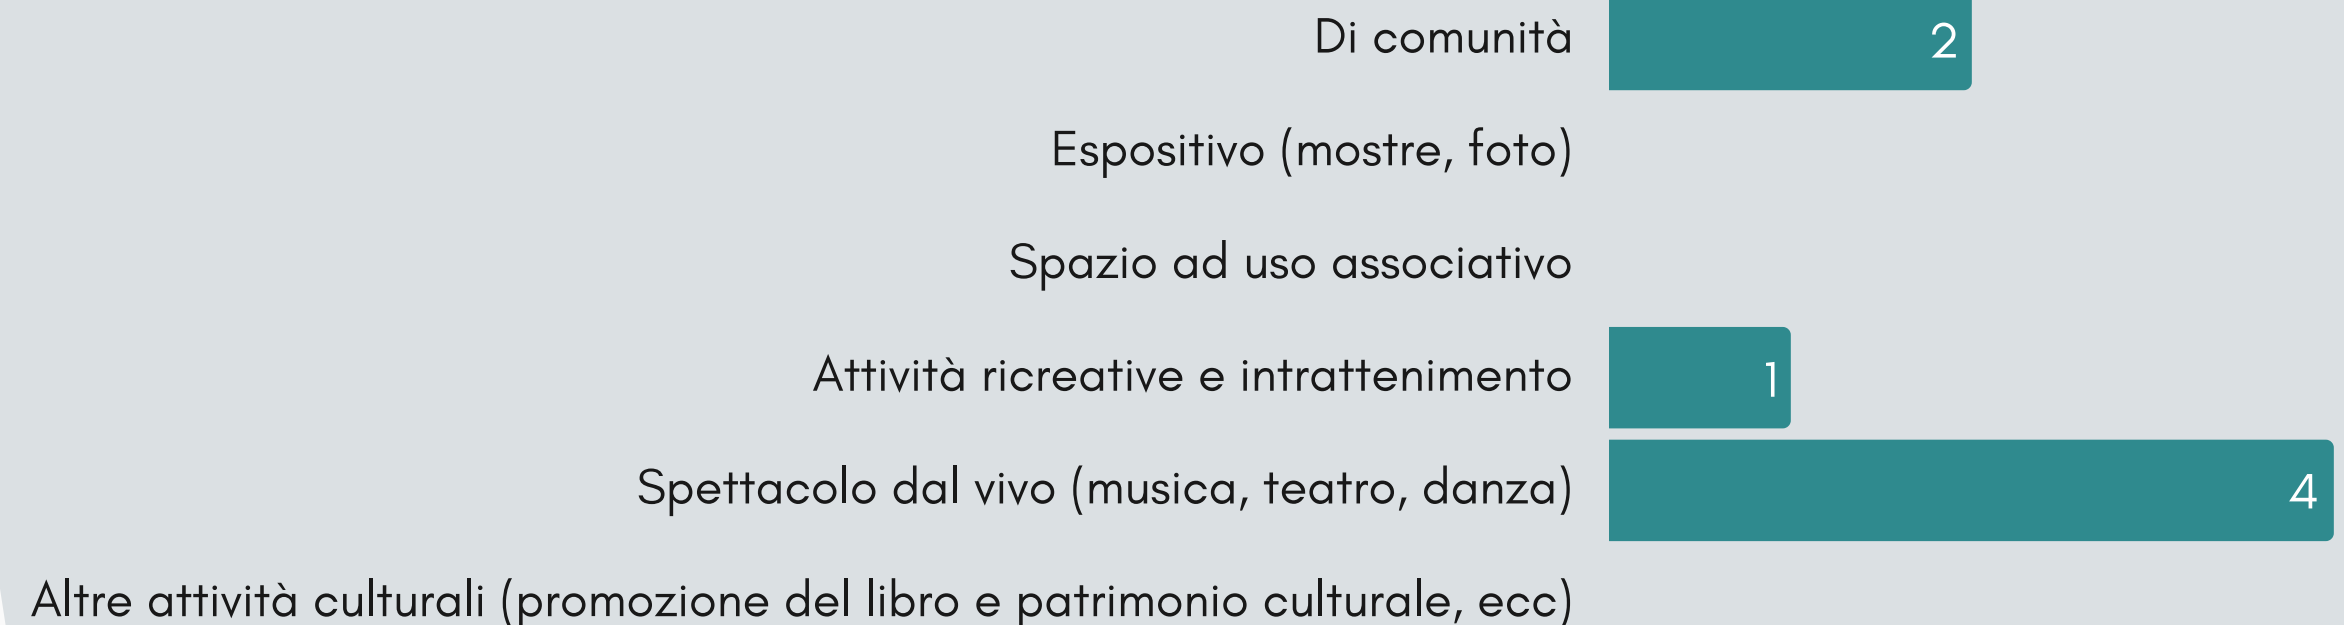 Di comunità 2
Espositivo (mostre, foto)
Spazio ad uso associativo
Attività ricreative e intrattenimento 1
Spettacolo dal vivo (musica, teatro, danza) 4
Altre attività culturali (promozione del libro e patrimonio culturale, ecc)